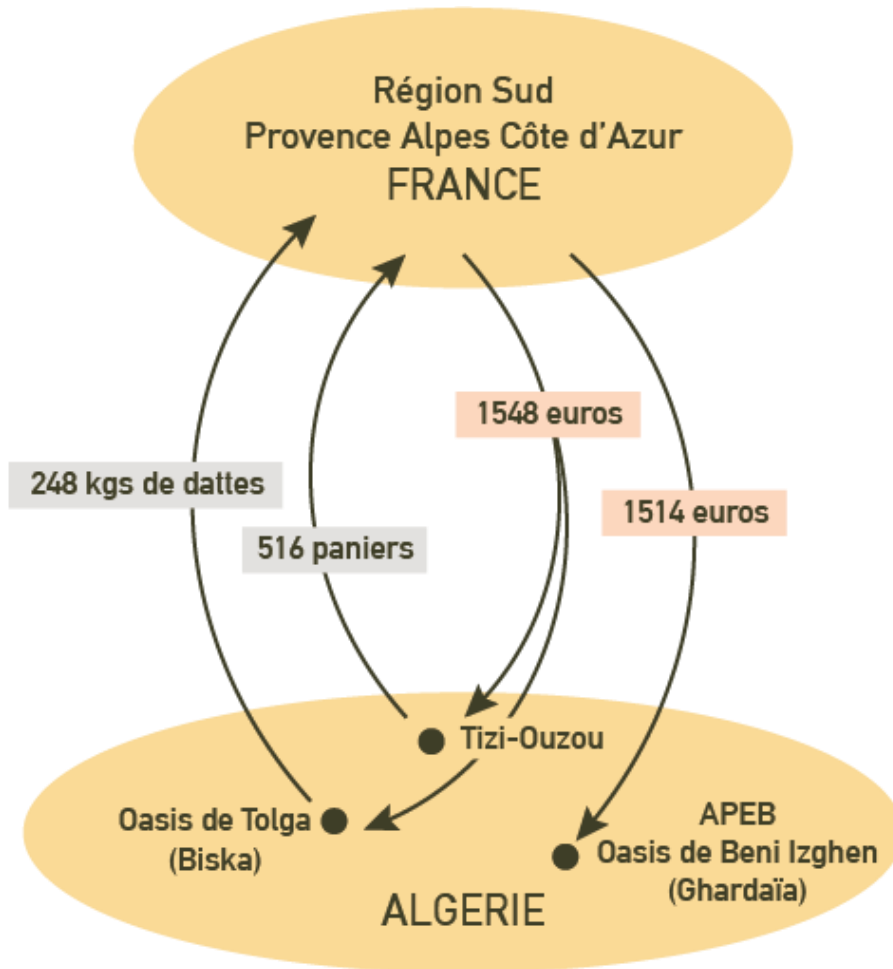 Région Sud
Provence Alpes Côte d'Azur
FRANCE
1548 euros
248 kgs de dattes
1514 euros
516 paniers
Tizi-Ouzou
Oasis de Tolga
(Biska)
APEB
Oasis de Beni Izghen
(Ghardaïa)
ALGERIE